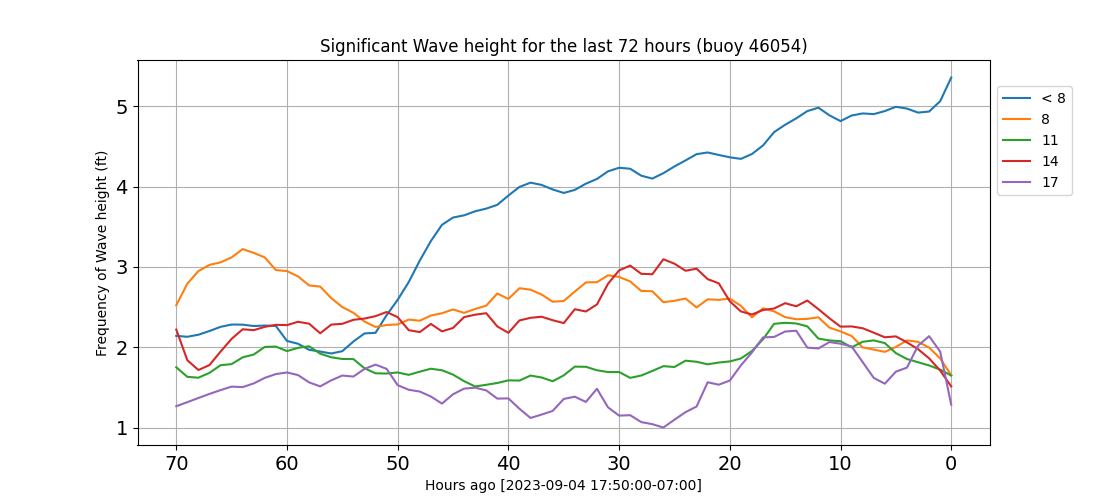 Significant Wave height for the last 72 hours (buoy 46054)
Frequency of Wave height (ft)
5
4
3
2
1
70 60 50 40 30 20 10 0
Hours ago [2023-09-04 17:50:00-07:00]
< 8
8
11
14
17